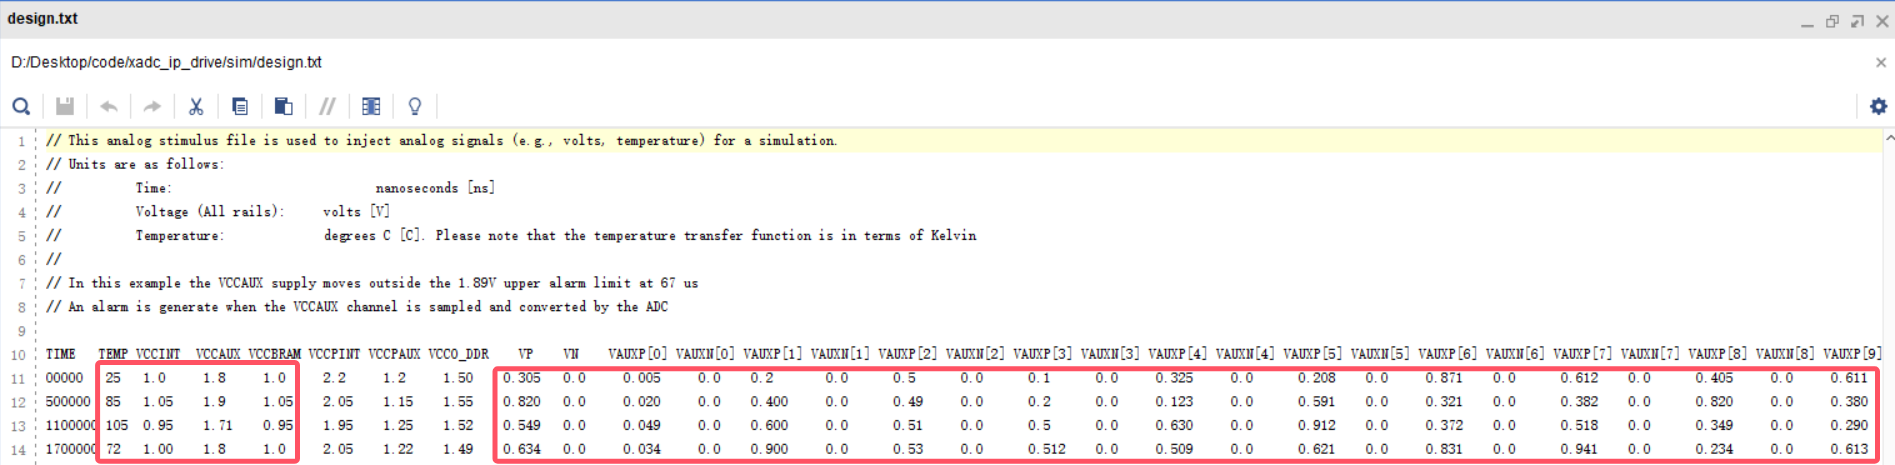 design.txt
D:/Desktop/code/xadc_ip_drive/sim/design.txt
1 // This analog stimulus file is used to inject analog signals (e.g., volts, temperature) for a simulation.
2 // Units are as follows:
3 // Time: nanoseconds [ns]
4 // Voltage (All rails): volts [V]
5 // Temperature: degrees C [C]. Please note that the temperature transfer function is in terms of Kelvin
6 //
7 // In this example the VCCAUX supply moves outside the 1.89V upper alarm limit at 67 us
8 // An alarm is generate when the VCCAUX channel is sampled and converted by the ADC
9
10 TIME TEMP VCCINT VCCAUX VCCBRAM VCCPINT VCCPAUX VCCO_DDR VP VN VAUXP[0] VAUXN[0] VAUXP[1] VAUXN[1] VAUXP[2] VAUXN[2] VAUXP[3] VAUXN[3] VAUXP[4] VAUXN[4] VAUXP[5] VAUXN[5] VAUXP[6] VAUXN[6] VAUXP[7] VAUXN[7] VAUXP[8] VAUXN[8] VAUXP[9]
11 00000 25 1.0 1.8 1.0 2.2 1.2 1.50 0.305 0.0 0.005 0.0 0.2 0.0 0.5 0.0 0.1 0.0 0.325 0.0 0.208 0.0 0.871 0.0 0.612 0.0 0.405 0.0 0.611
12 500000 85 1.05 1.9 1.05 2.05 1.15 1.55 0.820 0.0 0.020 0.0 0.400 0.0 0.49 0.0 0.2 0.0 0.123 0.0 0.591 0.0 0.321 0.0 0.382 0.0 0.820 0.0 0.380
13 1100000 105 0.95 1.71 0.95 1.95 1.25 1.52 0.549 0.0 0.049 0.0 0.600 0.0 0.51 0.0 0.5 0.0 0.630 0.0 0.912 0.0 0.372 0.0 0.518 0.0 0.349 0.0 0.290
14 1700000 72 1.00 1.8 1.0 2.05 1.22 1.49 0.634 0.0 0.034 0.0 0.900 0.0 0.53 0.0 0.512 0.0 0.509 0.0 0.621 0.0 0.831 0.0 0.941 0.0 0.234 0.0 0.613